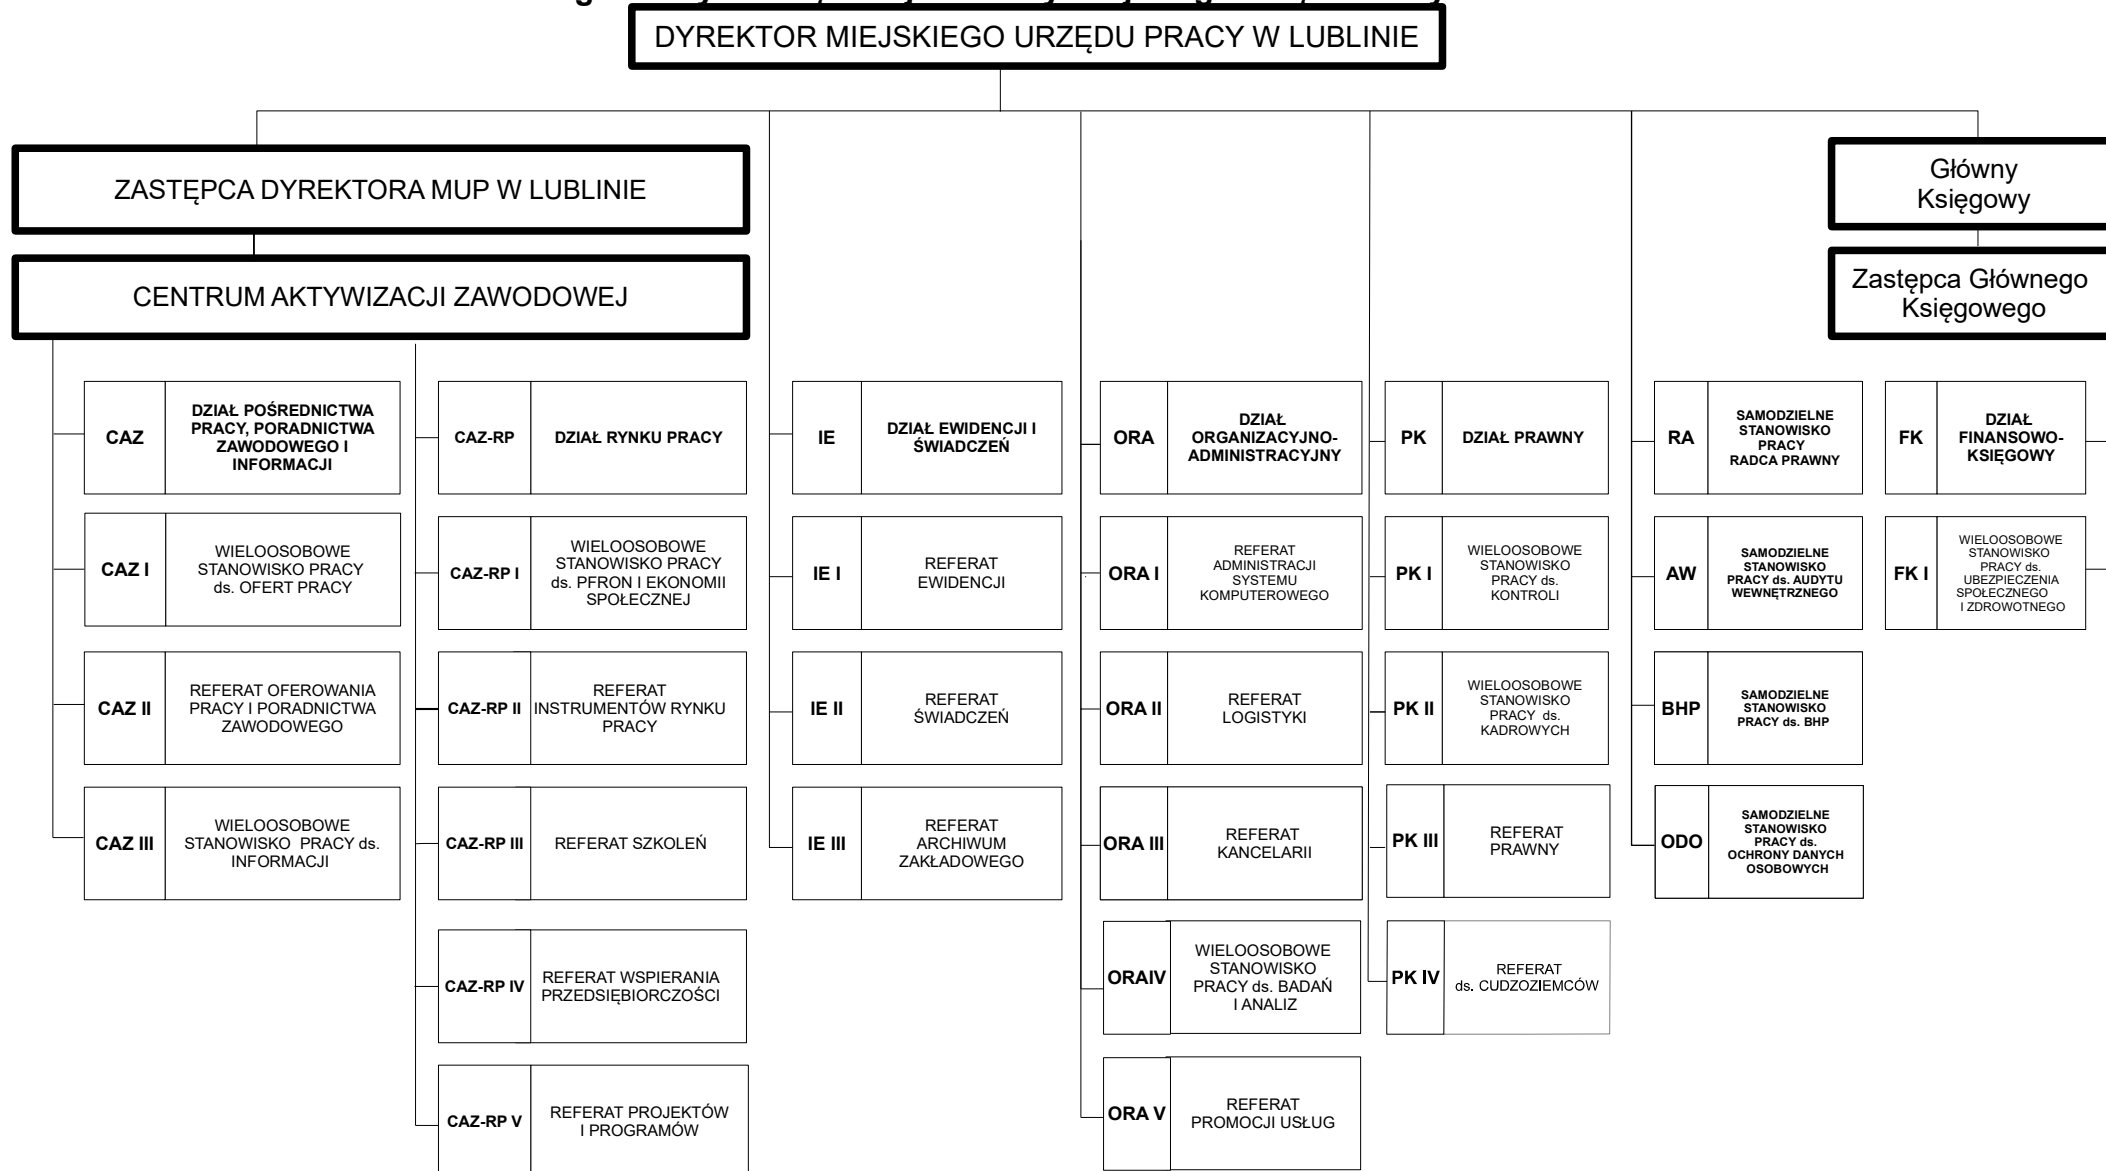 DYREKTOR MIEJSKIEGO URZĘDU PRACY W LUBLINIE
ZASTĘPCA DYREKTORA MUP W LUBLINIE
Główny
Księgowy
CENTRUM AKTYWIZACJI ZAWODOWEJ
Zastępca Głównego
Księgowego
CAZ
DZIAŁ POŚREDNICTWA
PRACY, PORADNICTWA
ZAWODOWEGO I
INFORMACJI
CAZ-RP
DZIAŁ RYNKU PRACY
IE
DZIAŁ EWIDENCJI I
ŚWIADCZEŃ
ORA
DZIAŁ
ORGANIZACYJNO-
ADMINISTRACYJNY
PK
DZIAŁ PRAWNY
RA
SAMODZIELNE
STANOWISKO
PRACY
RADCA PRAWNY
FK
DZIAŁ
FINANSOWO-
KSIĘGOWY
CAZ I
WIELOOSOBOWE
STANOWISKO PRACY
ds. OFERT PRACY
CAZ-RP I
WIELOOSOBOWE
STANOWISKO PRACY
ds. PFRON I EKONOMII
SPOŁECZNEJ
IE I
REFERAT
EWIDENCJI
ORA I
REFERAT
ADMINISTRACJI
SYSTEMU
KOMPUTEROWEGO
PK I
WIELOOSOBOWE
STANOWISKO
PRACY ds.
KONTROLI
AW
SAMODZIELNE
STANOWISKO
PRACY ds. AUDYTU
WEWNĘTRZNEGO
FK I
WIELOOSOBOWE
STANOWISKO
PRACY ds.
UBEZPIECZENIA
SPOŁECZNEGO
I ZDROWOTNEGO
CAZ II
REFERAT OFEROWANIA
PRACY I PORADNICTWA
ZAWODOWEGO
CAZ-RP II
REFERAT
INSTRUMENTÓW RYNKU
PRACY
IE II
REFERAT
ŚWIADCZEŃ
ORA II
REFERAT
LOGISTYKI
PK II
WIELOOSOBOWE
STANOWISKO
PRACY ds.
KADROWYCH
BHP
SAMODZIELNE
STANOWISKO
PRACY ds. BHP
CAZ III
WIELOOSOBOWE
STANOWISKO PRACY ds.
INFORMACJI
CAZ-RP III
REFERAT SZKOLEŃ
IE III
REFERAT
ARCHIWUM
ZAKŁADOWEGO
ORA III
REFERAT
KANCELARII
PK III
REFERAT
PRAWNY
ODO
SAMODZIELNE
STANOWISKO
PRACY ds.
OCHRONY DANYCH
OSOBOWYCH
CAZ-RP IV
REFERAT WSPIERANIA
PRZEDSIĘBIORCZOŚCI
ORAIV
WIELOOSOBOWE
STANOWISKO
PRACY ds. BADAŃ
I ANALIZ
PK IV
REFERAT
ds. CUDZOZIEMCÓW
CAZ-RP V
REFERAT PROJEKTÓW
I PROGRAMÓW
ORA V
REFERAT
PROMOCJI USŁUG